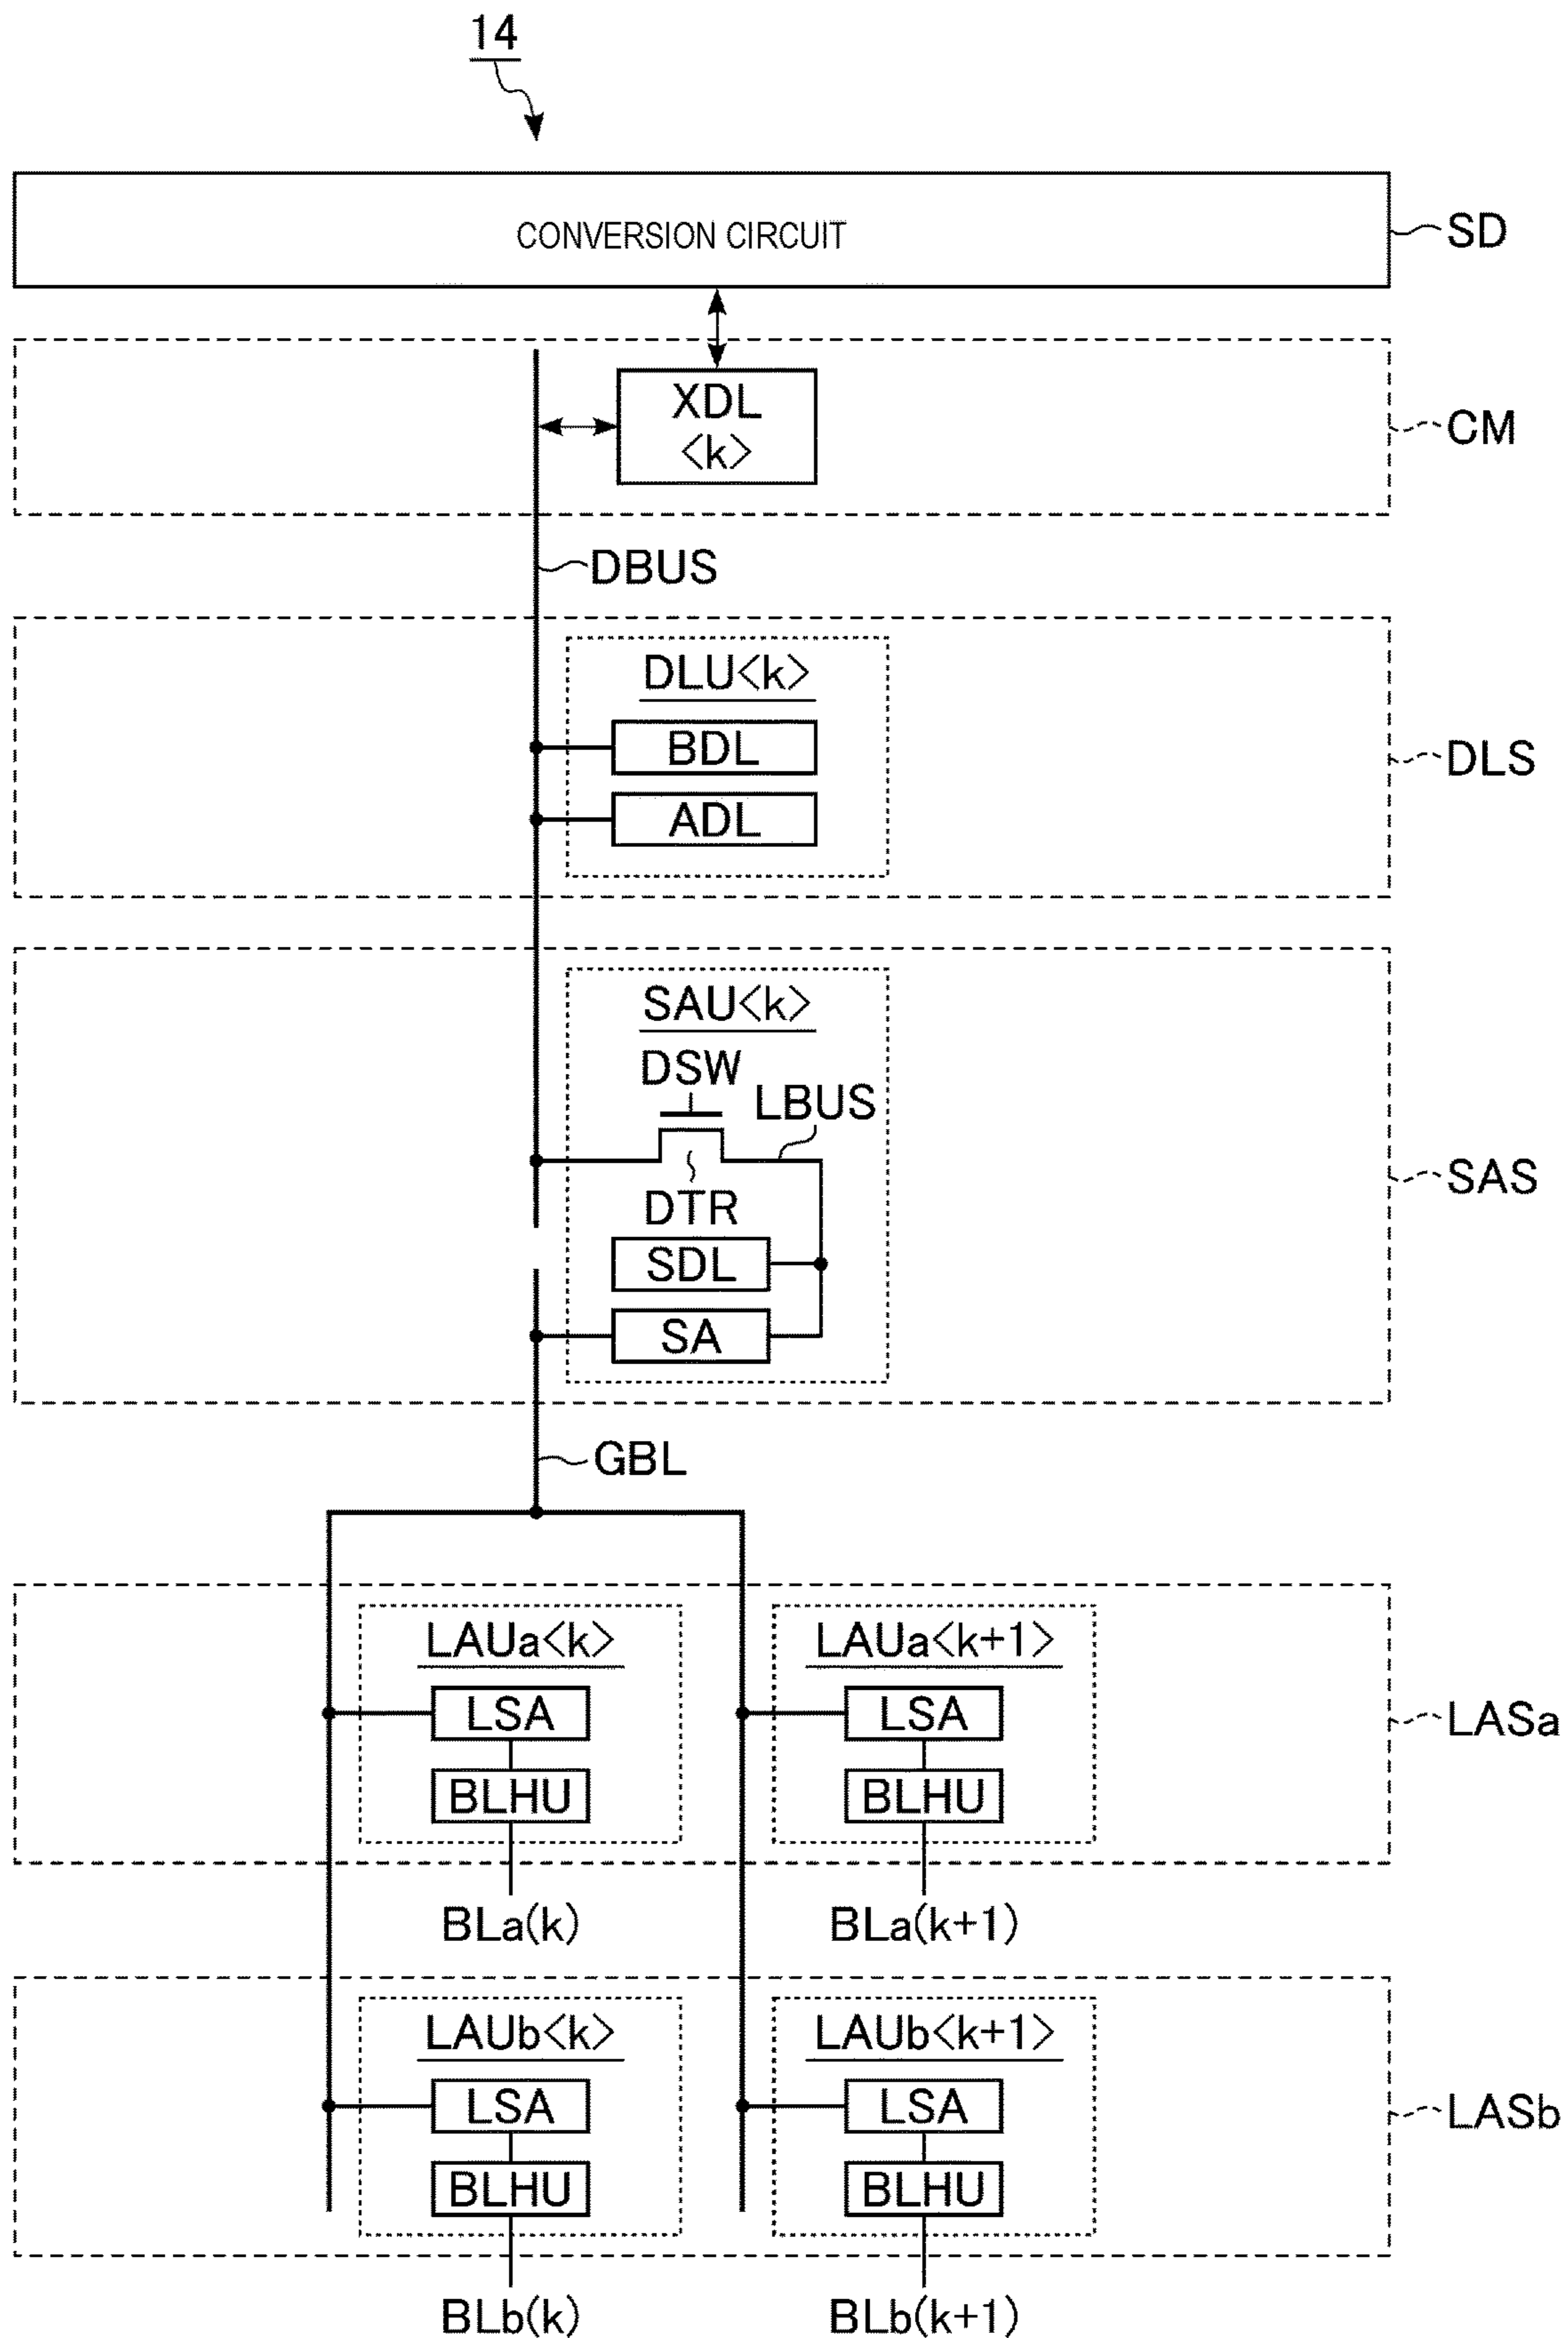 14
CONVERSION CIRCUIT
SD
XDL
<k>
CM
DBUS
DLU<k>
BDL
ADL
DLS
SAU<k>
DSW
LBUS
DTR
SDL
SA
SAS
GBL
LAUa<k>
LAUa<k+1>
LSA
LSA
BLHU
BLHU
LASa
BLa(k)
BLa(k+1)
LAUb<k>
LAUb<k+1>
LSA
LSA
BLHU
BLHU
LASb
BLb(k)
BLb(k+1)